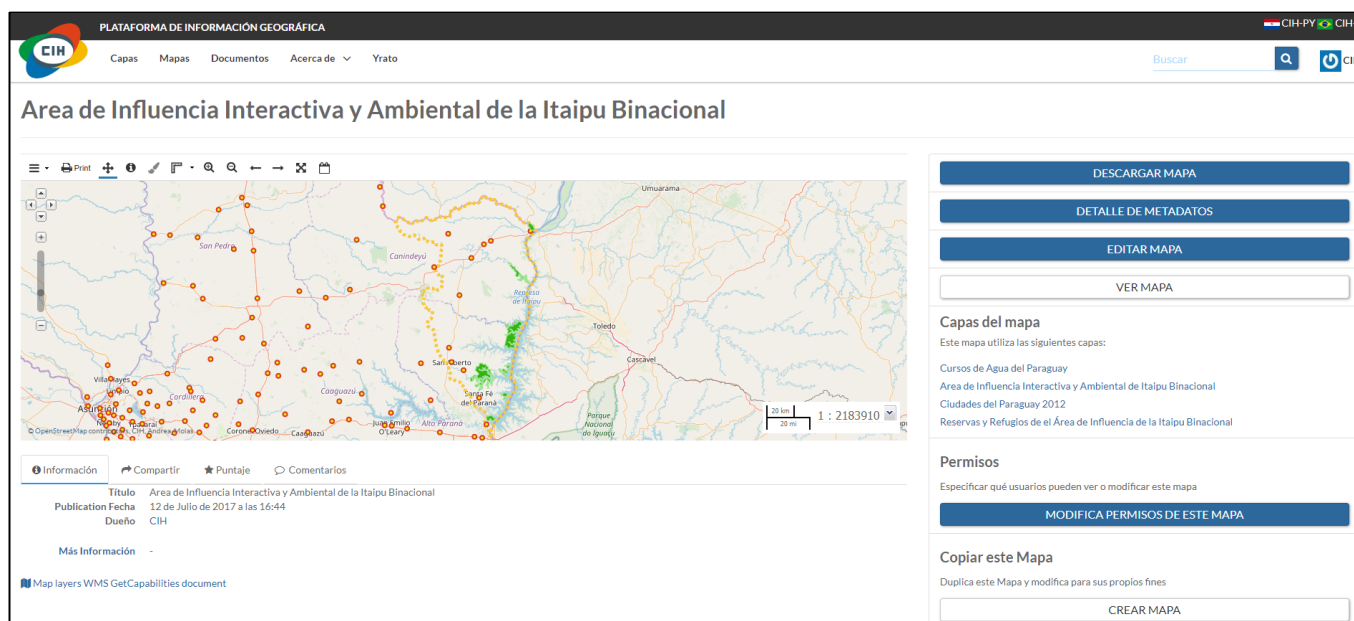 PLATAFORMA DE INFORMACIÓN GEOGRÁFICA
CIH-PY CIH-
CIH
Capas Mapas Documentos Acerca de Yrato
Buscar
CI
Area de Influencia Interactiva y Ambiental de la Itaipu Binacional
Print
Umuarama
San Pedro
Canindeyú
Represa
de Itaipú
Toledo
Cascavel
San Alberto
Santa Fé
del Paraná
Villa Hayes
Cordillera
Caaguazú
Asunción
Ypacaraí
Coronel Oviedo
Caaguazú
Juan Emilio
O'Leary
Alto Paraná
Parque
Nacional
do Iguaçu
20 km
20 mi
1 : 2183910
© OpenStreetMap contributors, CIH, Andrea Molas
Información Compartir Puntaje Comentarios
Título Area de Influencia Interactiva y Ambiental de la Itaipu Binacional
Publication Fecha 12 de Julio de 2017 a las 16:44
Dueño CIH
Más Información -
Map layers WMS GetCapabilities document
DESCARGAR MAPA
DETALLE DE METADATOS
EDITAR MAPA
VER MAPA
Capas del mapa
Este mapa utiliza las siguientes capas:
Cursos de Agua del Paraguay
Area de Influencia Interactiva y Ambiental de Itaipu Binacional
Ciudades del Paraguay 2012
Reservas y Refugios de el Área de Influencia de la Itaipu Binacional
Permisos
Especificar qué usuarios pueden ver o modificar este mapa
MODIFICA PERMISOS DE ESTE MAPA
Copiar este Mapa
Duplica este Mapa y modifica para sus propios fines
CREAR MAPA